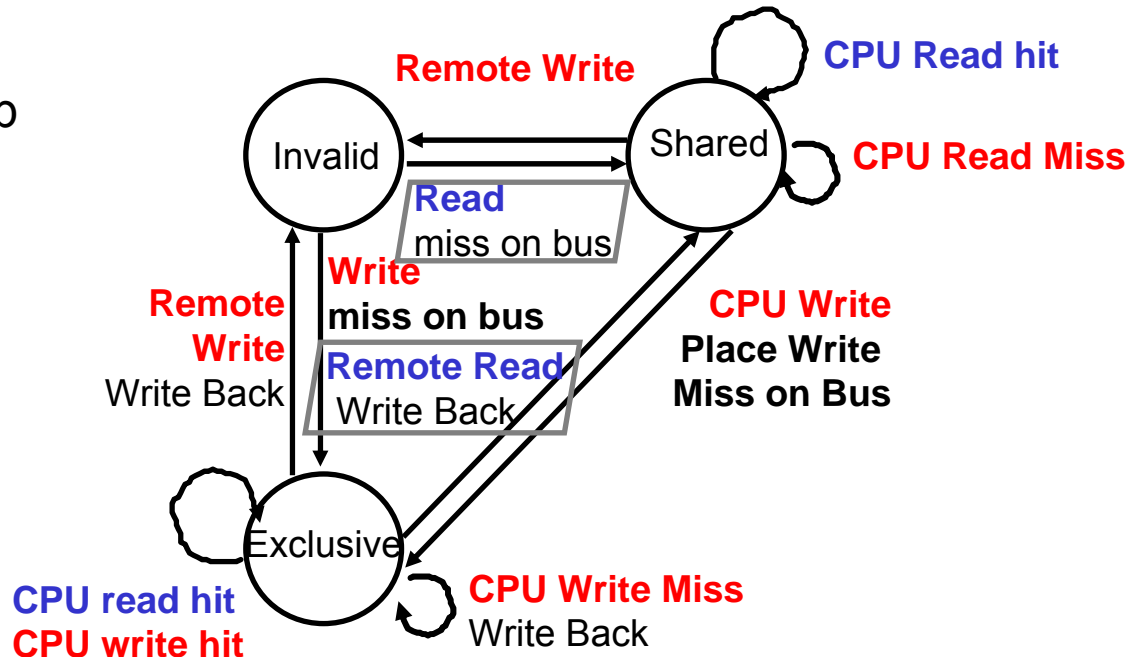 Remote Write
CPU Read hit
Invalid
Shared
CPU Read Miss
Read
miss on bus
Write
miss on bus
Remote
Write
Write Back
Remote Read
Write Back
CPU Write
Place Write
Miss on Bus
Exclusive
CPU read hit
CPU write hit
CPU Write Miss
Write Back